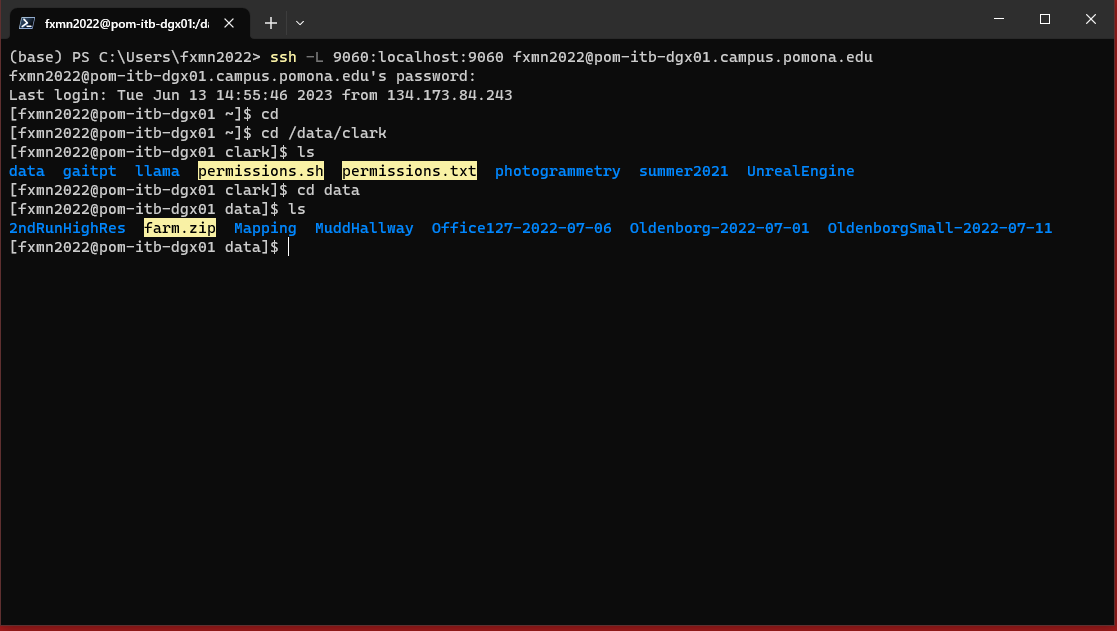 fxmn2022@pom-itb-dgx01:/da
(base) PS C:\Users\fxmn2022> ssh -L 9060:localhost:9060 fxmn2022@pom-itb-dgx01.campus.pomona.edu
fxmn2022@pom-itb-dgx01.campus.pomona.edu's password:
Last login: Tue Jun 13 14:55:46 2023 from 134.173.84.243
[fxmn2022@pom-itb-dgx01 ~]$ cd
[fxmn2022@pom-itb-dgx01 ~]$ cd /data/clark
[fxmn2022@pom-itb-dgx01 clark]$ ls
data  gaitpt  llama  permissions.sh  permissions.txt  photogrammetry  summer2021  UnrealEngine
[fxmn2022@pom-itb-dgx01 clark]$ cd data
[fxmn2022@pom-itb-dgx01 data]$ ls
2ndRunHighRes  farm.zip  Mapping  MuddHallway  Office127-2022-07-06  Oldenborg-2022-07-01  OldenborgSmall-2022-07-11
[fxmn2022@pom-itb-dgx01 data]$